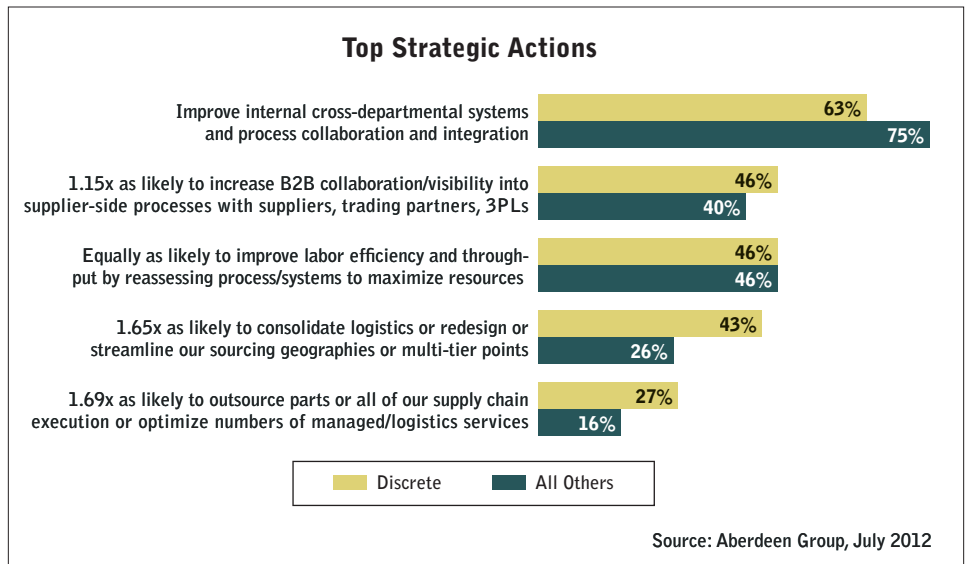 Top Strategic Actions
Improve internal cross-departmental systems
and process collaboration and integration
63%
75%
1.15x as likely to increase B2B collaboration/visibility into
supplier-side processes with suppliers, trading partners, 3PLs
46%
40%
Equally as likely to improve labor efficiency and through-
put by reassessing process/systems to maximize resources
46%
46%
1.65x as likely to consolidate logistics or redesign or
streamline our sourcing geographies or multi-tier points
43%
26%
1.69x as likely to outsource parts or all of our supply chain
execution or optimize numbers of managed/logistics services
27%
16%
Discrete
All Others
Source: Aberdeen Group, July 2012